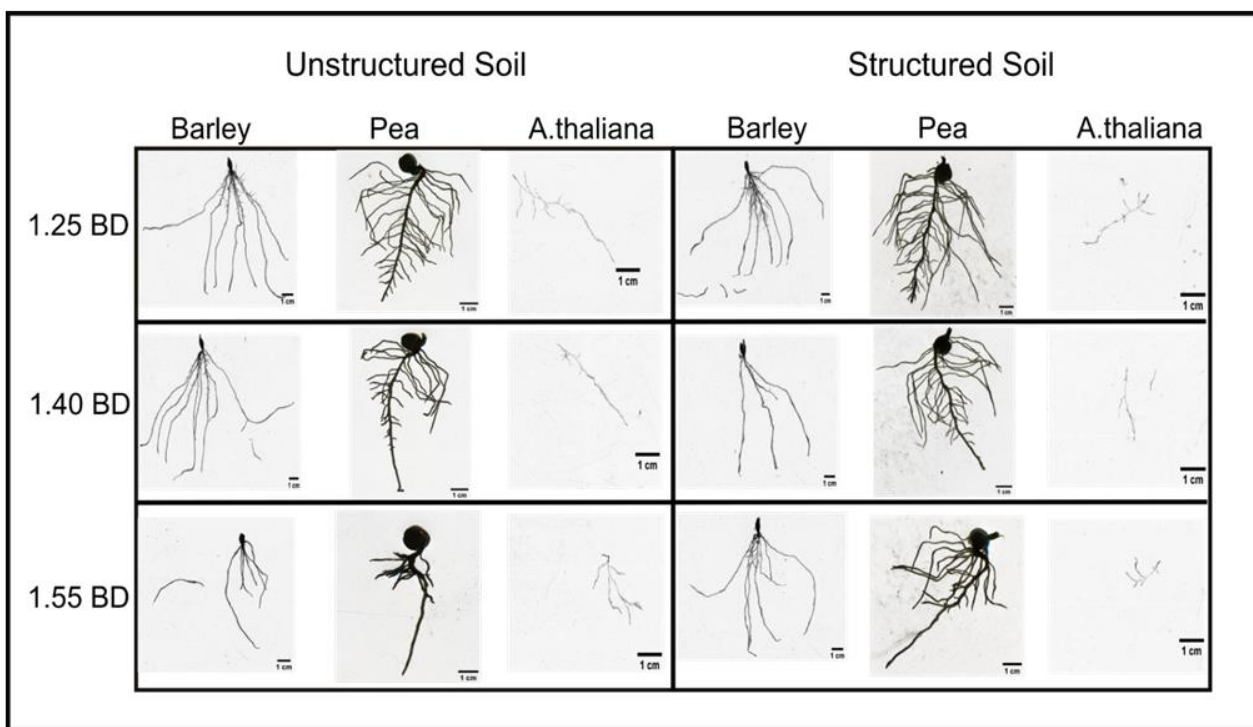 Unstructured Soil Structured Soil
Barley Pea A.thaliana Barley Pea A.thaliana
1.25 BD
1 cm 1 cm 1 cm 1 cm 1 cm 1 cm
1.40 BD
1 cm 1 cm 1 cm 1 cm 1 cm 1 cm
1.55 BD
1 cm 1 cm 1 cm 1 cm 1 cm 1 cm